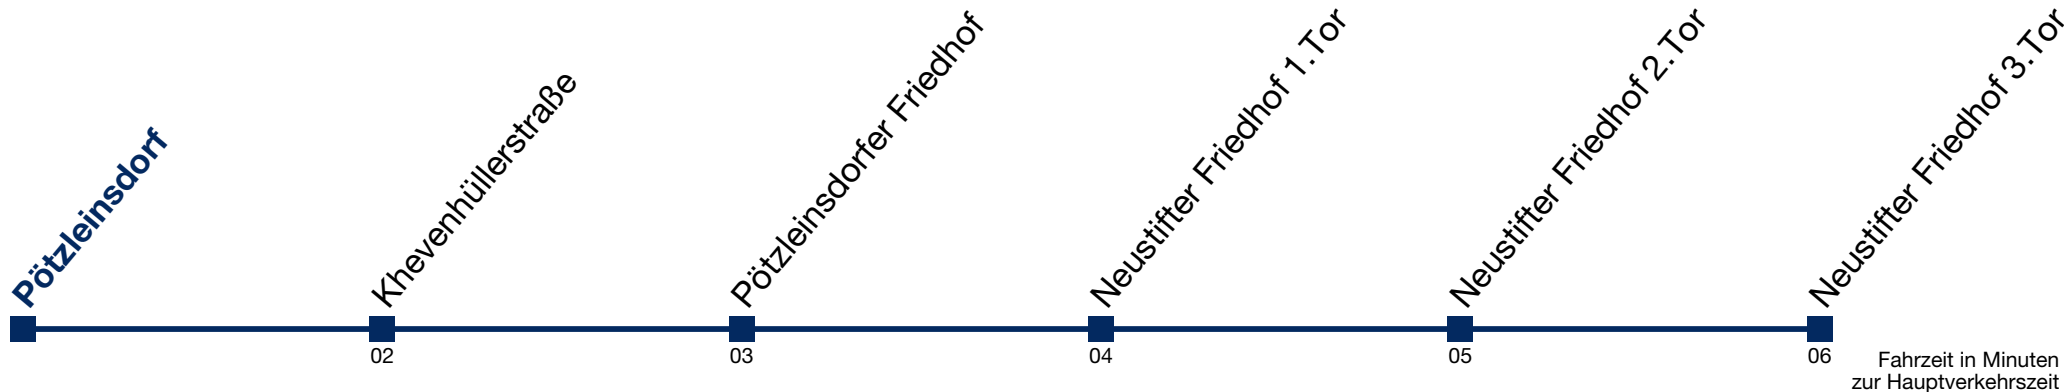 Pötzleinsdorf
Khevenhüllerstraße
Pötzleinsdorfer Friedhof
Neustifter Friedhof 1.Tor
Neustifter Friedhof 2.Tor
Neustifter Friedhof 3.Tor
02
03
04
05
06
Fahrzeit in Minuten
zur Hauptverkehrszeit